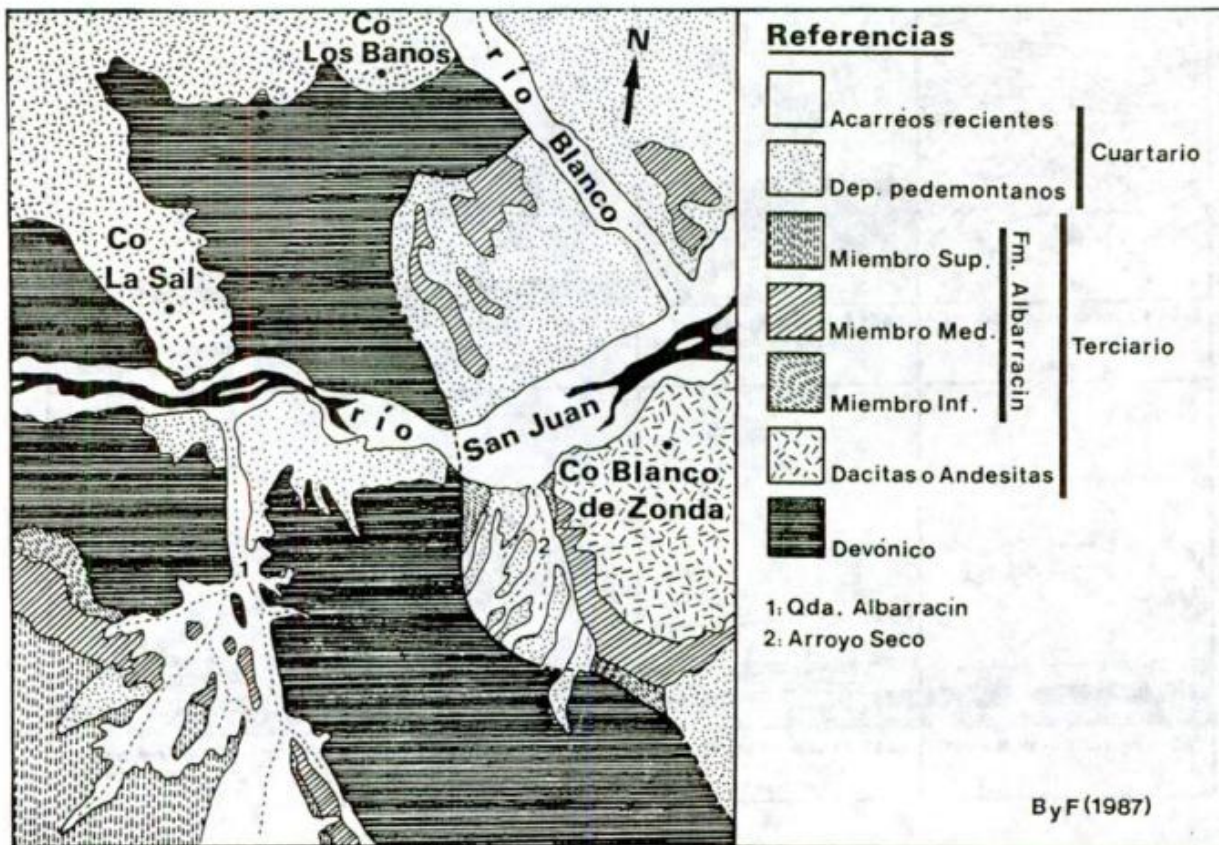 Co
Los Baños
N
río Blanco
Co
La Sal
río San Juan
Co Blanco
de Zonda
1
2
Referencias
Acarréos recientes
Dep. pedemontanos
Cuartario
Miembro Sup.
Miembro Med.
Miembro Inf.
Fm. Albarracin
Dacitas o Andesitas
Terciario
Devónico
1: Qda. Albarracin
2: Arroyo Seco
B y F (1987)